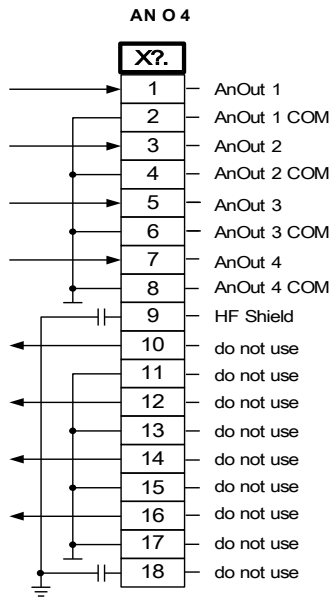 AN O 4
X?.
1 AnOut 1
2 AnOut 1 COM
3 AnOut 2
4 AnOut 2 COM
5 AnOut 3
6 AnOut 3 COM
7 AnOut 4
8 AnOut 4 COM
9 HF Shield
10 do not use
11 do not use
12 do not use
13 do not use
14 do not use
15 do not use
16 do not use
17 do not use
18 do not use